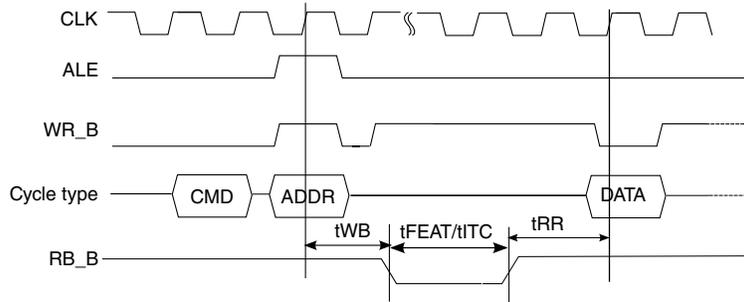 CLK
ALE
WR_B
Cycle type
CMD
ADDR
DATA
tWB
tFEAT/tITC
tRR
RB_B